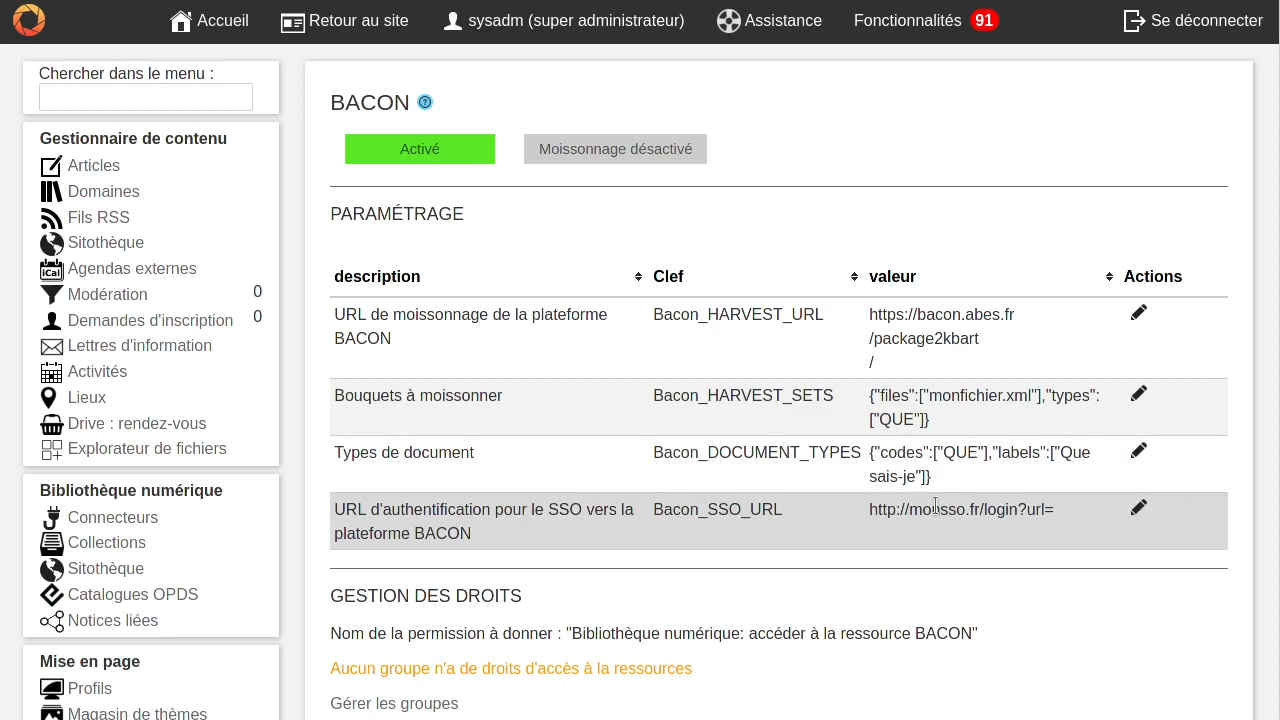 Accueil
Retour au site
sysadm (super administrateur)
Assistance
Fonctionnalités 91
Se déconnecter
Chercher dans le menu :
Gestionnaire de contenu
Articles
Domaines
Fils RSS
Sitothèque
iCal Agendas externes
Modération 0
Demandes d'inscription 0
Lettres d'information
Activités
Lieux
Drive : rendez-vous
Explorateur de fichiers
Bibliothèque numérique
Connecteurs
Collections
Sitothèque
Catalogues OPDS
Notices liées
Mise en page
Profils
Magasin de thèmes
BACON ?
Activé
Moissonnage désactivé
PARAMÉTRAGE
description Clef valeur Actions
URL de moissonnage de la plateforme
BACON
Bacon_HARVEST_URL
https://bacon.abes.fr
/package2kbart
/
Bouquets à moissonner
Bacon_HARVEST_SETS
{"files":["monfichier.xml"],"types":
["QUE"]}
Types de document
Bacon_DOCUMENT_TYPES
{"codes":["QUE"],"labels":["Que
sais-je"]}
URL d'authentification pour le SSO vers la
plateforme BACON
Bacon_SSO_URL
http://monsso.fr/login?url=
GESTION DES DROITS
Nom de la permission à donner : "Bibliothèque numérique: accéder à la ressource BACON"
Aucun groupe n'a de droits d'accès à la ressources
Gérer les groupes